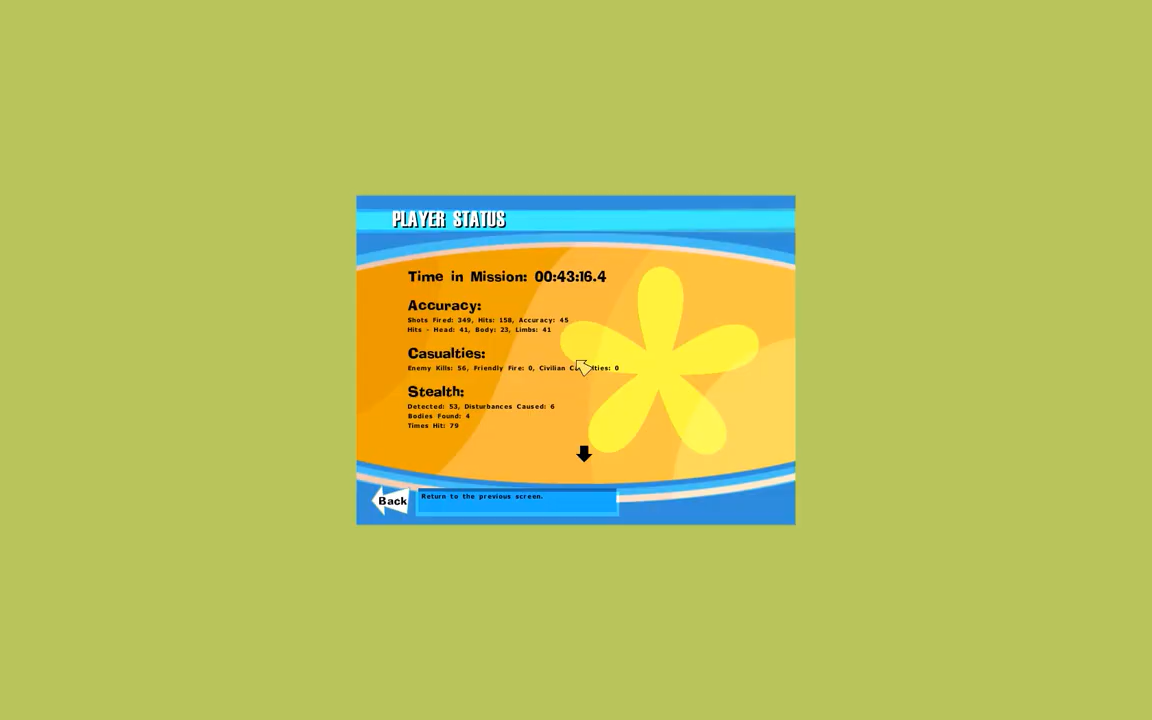 PLAYER STATUS
Time in Mission: 00:43:16.4
Accuracy:
Shots Fired: 349, Hits: 158, Accuracy: 45
Hits - Head: 41, Body: 23, Limbs: 41
Casualties:
Enemy Kills: 56, Friendly Fire: 0, Civilian Casualties: 0
Stealth:
Detected: 53, Disturbances Caused: 6
Bodies Found: 4
Times Hit: 79
Back
Return to the previous screen.